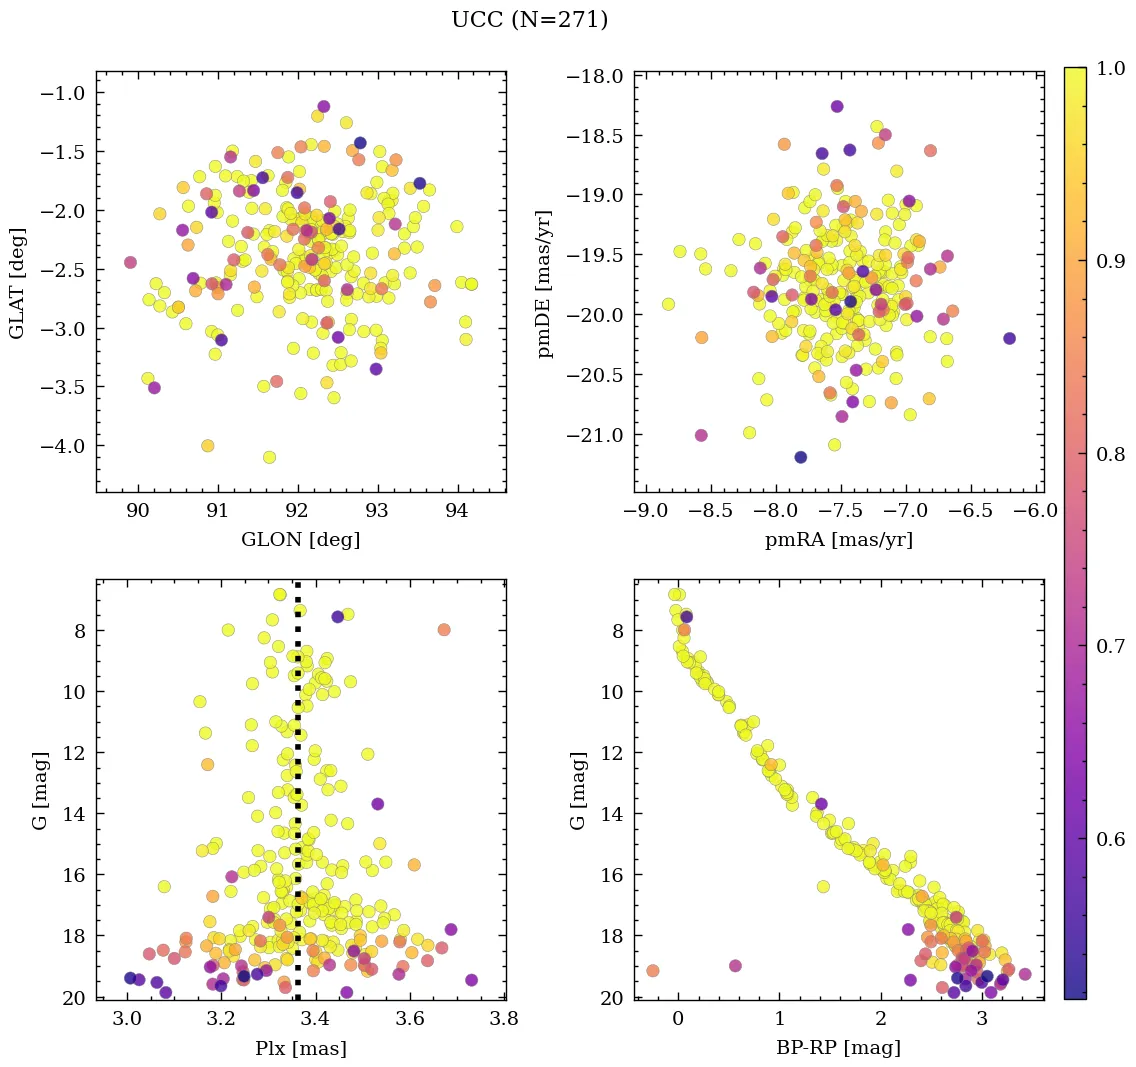 UCC (N=271)
−1.0
−1.5
−2.0
−2.5
−3.0
−3.5
−4.0
GLAT [deg]
90 91 92 93 94
GLON [deg]
−18.0
−18.5
−19.0
−19.5
−20.0
−20.5
−21.0
pmDE [mas/yr]
−9.0 −8.5 −8.0 −7.5 −7.0 −6.5 −6.0
pmRA [mas/yr]
1.0
0.9
0.8
0.7
0.6
8
10
12
14
16
18
20
G [mag]
3.0 3.2 3.4 3.6 3.8
Plx [mas]
8
10
12
14
16
18
20
G [mag]
0 1 2 3
BP-RP [mag]